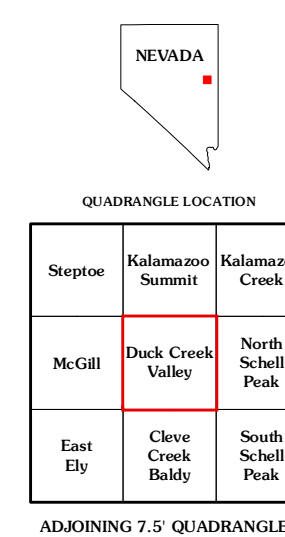 NEVADA
QUADRANGLE LOCATION
Steptoe
Kalamazoo
Summit
Kalamazo
Creek
McGill
Duck Creek
Valley
North
Schell
Peak
East
Ely
Cleve
Creek
Baldy
South
Schell
Peak
ADJOINING 7.5' QUADRANGLE